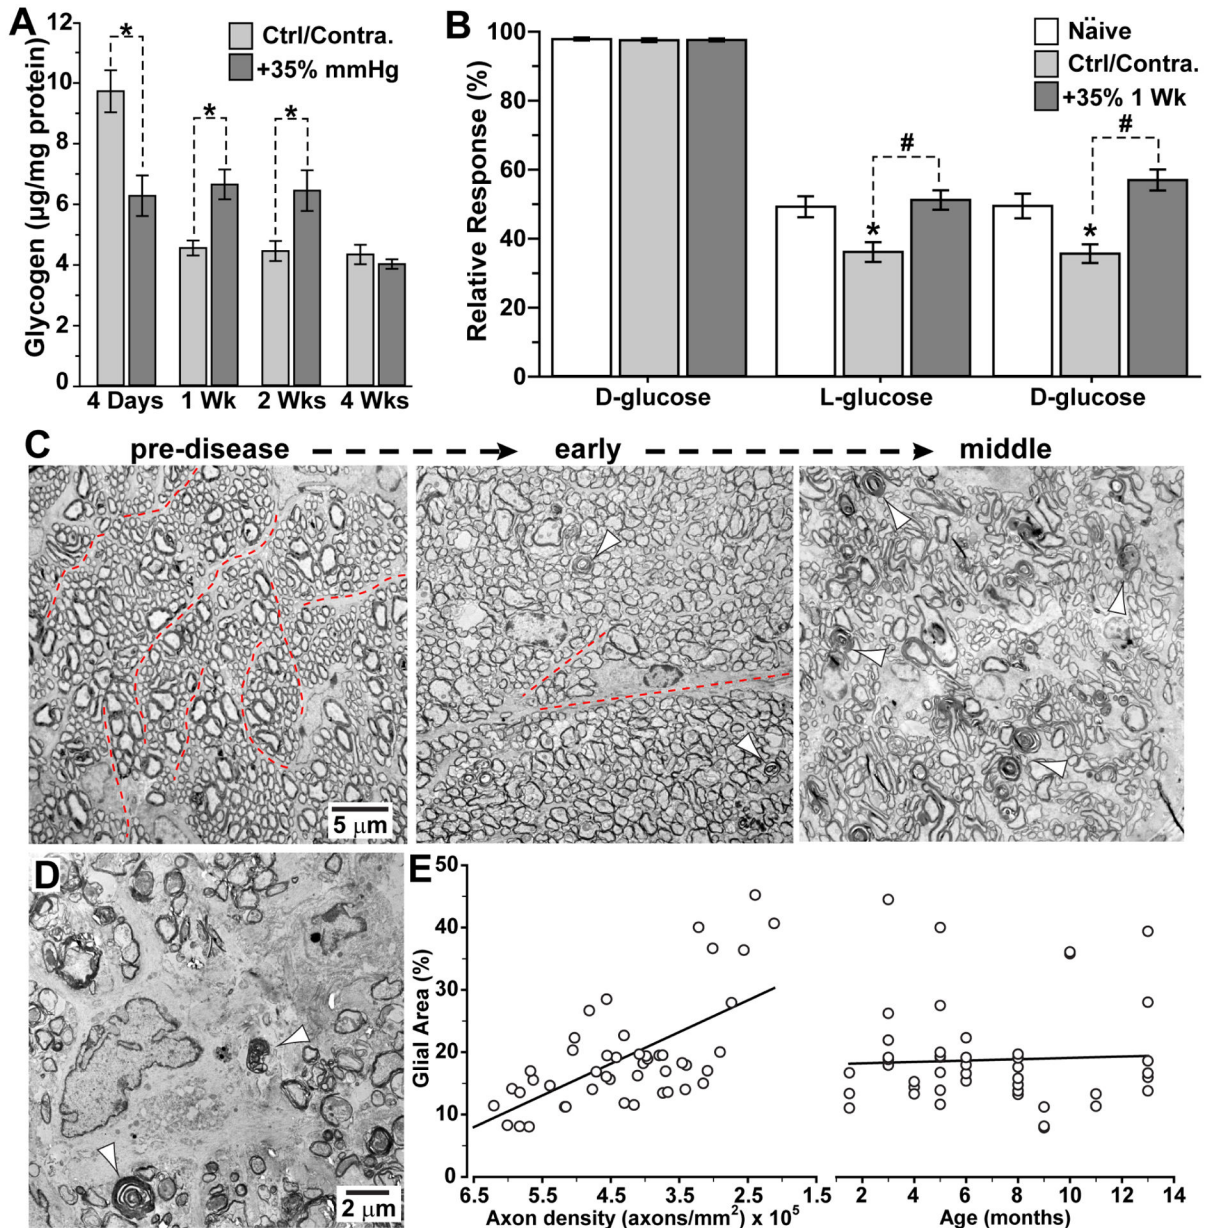 A
Glycogen (µg/mg protein)
12
10
8
6
4
2
0
Ctrl/Contra.
+35% mmHg
*
*
*
4 Days 1 Wk 2 Wks 4 Wks
B
Relative Response (%)
100
80
60
40
20
0
Näive
Ctrl/Contra.
+35% 1 Wk
#
#
*
*
D-glucose L-glucose D-glucose
C
pre-disease early middle
5 µm
D
2 µm
E
Glial Area (%)
50
40
30
20
10
0
6.5 5.5 4.5 3.5 2.5 1.5
Axon density (axons/mm²) x 10⁵
2 4 6 8 10 12 14
Age (months)